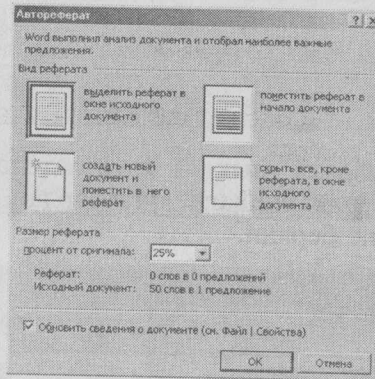 Автореферат
Word выполнил анализ документа и отобрал наиболее важные
предложения.
Вид реферата
выделить реферат в
окне исходного
документа
поместить реферат в
начало документа
создать новый
документ и
поместить в него
реферат
скрыть все, кроме
реферата, в окне
исходного
документа
Размер реферата
процент от оригинала: 25%
Реферат: 0 слов в 0 предложений
Исходный документ: 50 слов в 1 предложение
Обновить сведения о документе (см. Файл | Свойства)
ОК Отмена